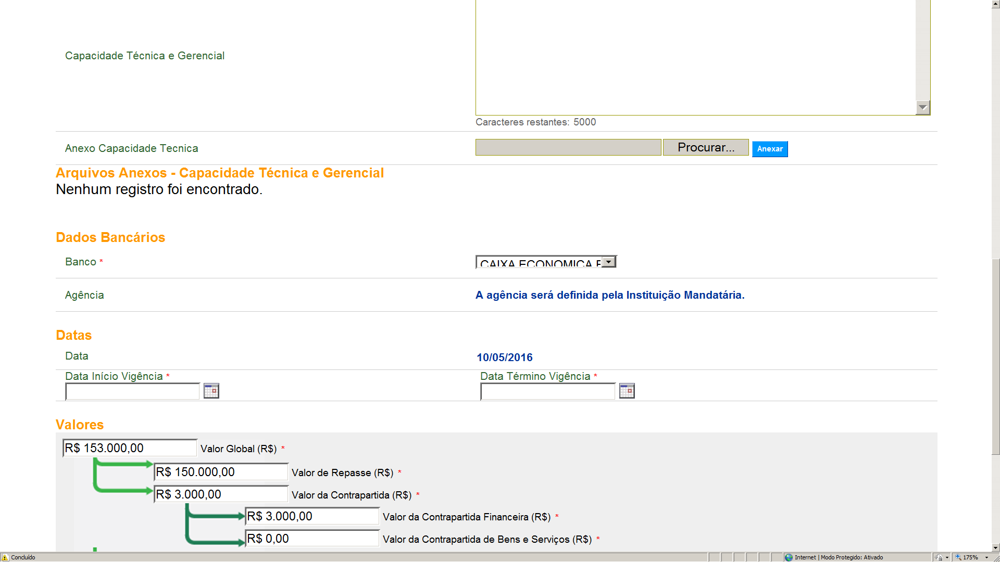 Capacidade Técnica e Gerencial
Caracteres restantes: 5000
Anexo Capacidade Tecnica
Procurar... Anexar
Arquivos Anexos - Capacidade Técnica e Gerencial
Nenhum registro foi encontrado.
Dados Bancários
Banco *
CAIXA ECONOMICA F
Agência
A agência será definida pela Instituição Mandatária.
Datas
Data
10/05/2016
Data Início Vigência *
Data Término Vigência *
Valores
R$ 153.000,00 Valor Global (R$) *
R$ 150.000,00 Valor de Repasse (R$) *
R$ 3.000,00 Valor da Contrapartida (R$) *
R$ 3.000,00 Valor da Contrapartida Financeira (R$) *
R$ 0,00 Valor da Contrapartida de Bens e Serviços (R$) *
Concluído
Internet | Modo Protegido: Ativado
175%